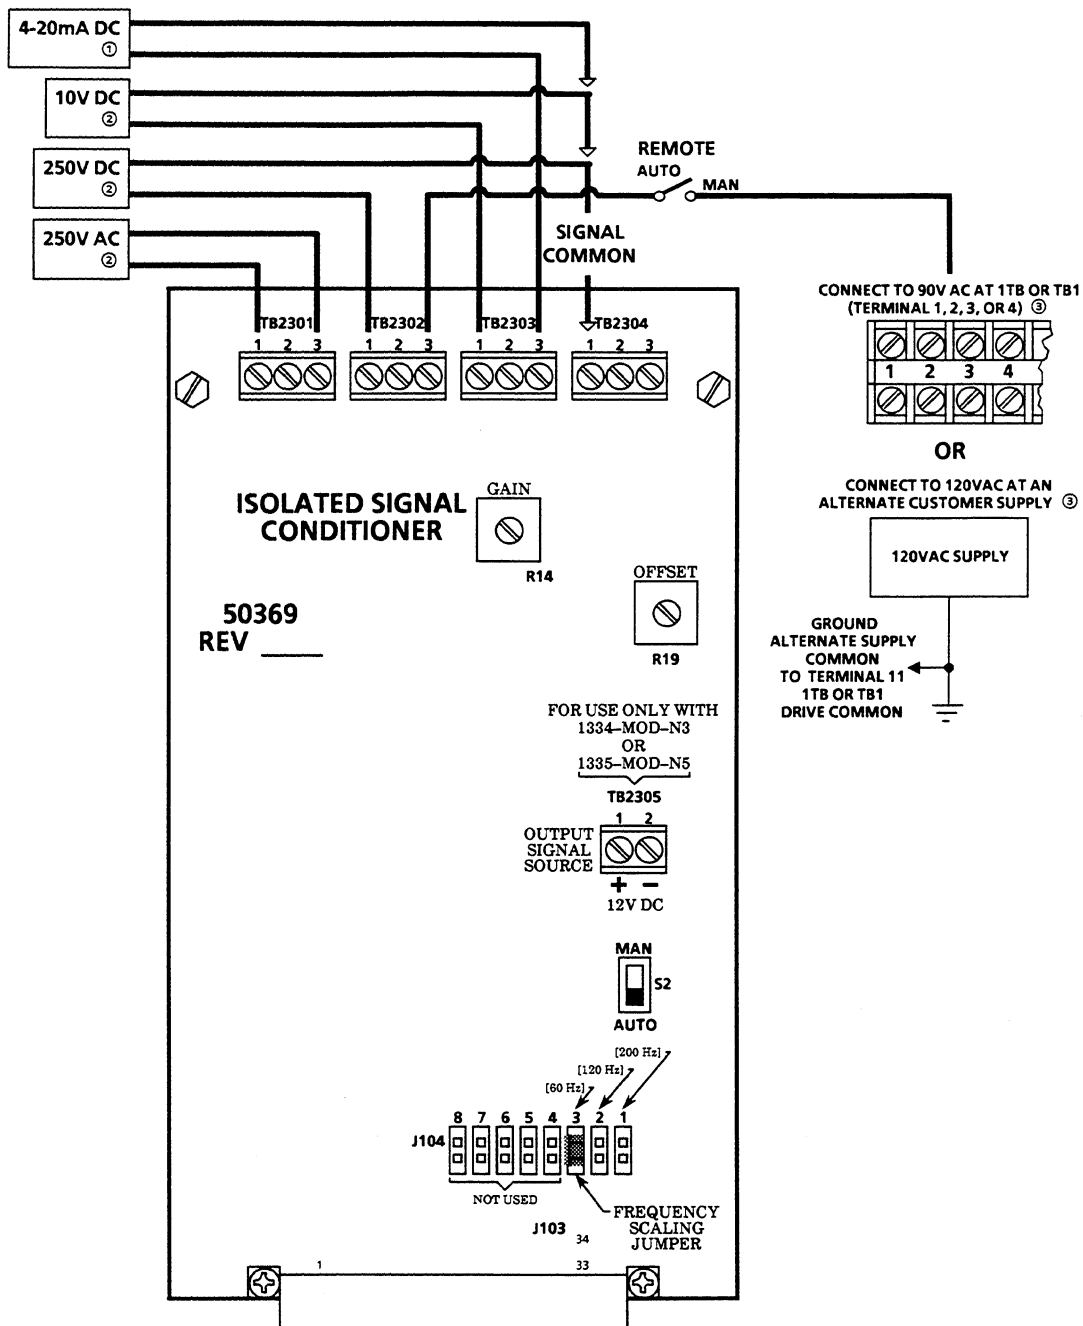 4-20mA DC
①
10V DC
②
250V DC
②
250V AC
②
REMOTE
AUTO
MAN
SIGNAL
COMMON
CONNECT TO 90V AC AT 1TB OR TB1
(TERMINAL 1, 2, 3, OR 4) ③
1 2 3 4
OR
CONNECT TO 120VAC AT AN
ALTERNATE CUSTOMER SUPPLY ③
120VAC SUPPLY
GROUND
ALTERNATE SUPPLY
COMMON
TO TERMINAL 11
1TB OR TB1
DRIVE COMMON
TB2301 TB2302 TB2303 TB2304
1 2 3 1 2 3 1 2 3 1 2 3
ISOLATED SIGNAL
CONDITIONER
GAIN
R14
OFFSET
R19
50369
REV ____
FOR USE ONLY WITH
1334-MOD-N3
OR
1335-MOD-N5
TB2305
1 2
OUTPUT
SIGNAL
SOURCE
+ −
12V DC
MAN
S2
AUTO
[200 Hz]
[120 Hz]
[60 Hz]
8 7 6 5 4 3 2 1
J104
NOT USED
FREQUENCY
SCALING
JUMPER
J103
34
1 33